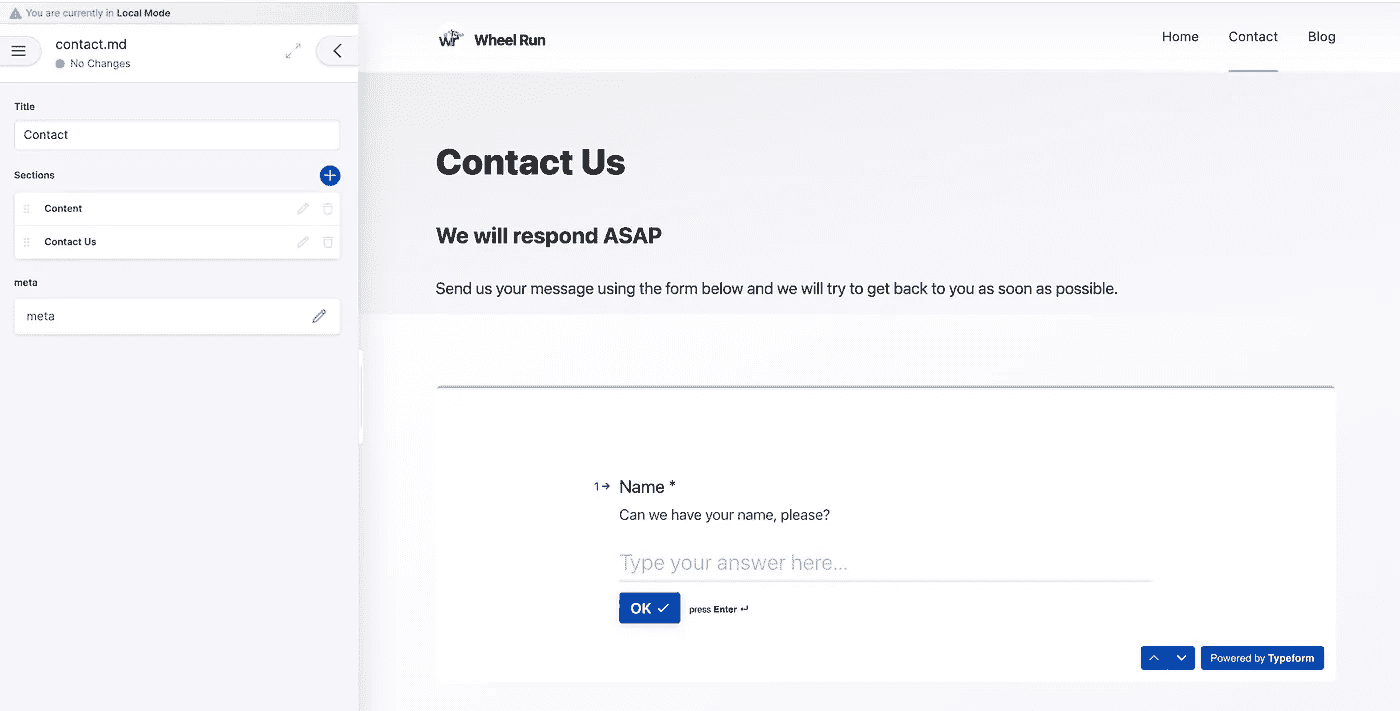 You are currently in Local Mode
contact.md
No Changes
Title
Contact
Sections
Content
Contact Us
meta
meta
WP Wheel Run
Home Contact Blog
Contact Us
We will respond ASAP
Send us your message using the form below and we will try to get back to you as soon as possible.
1→ Name *
Can we have your name, please?
Type your answer here...
OK ✓ press Enter ↵
Powered by Typeform